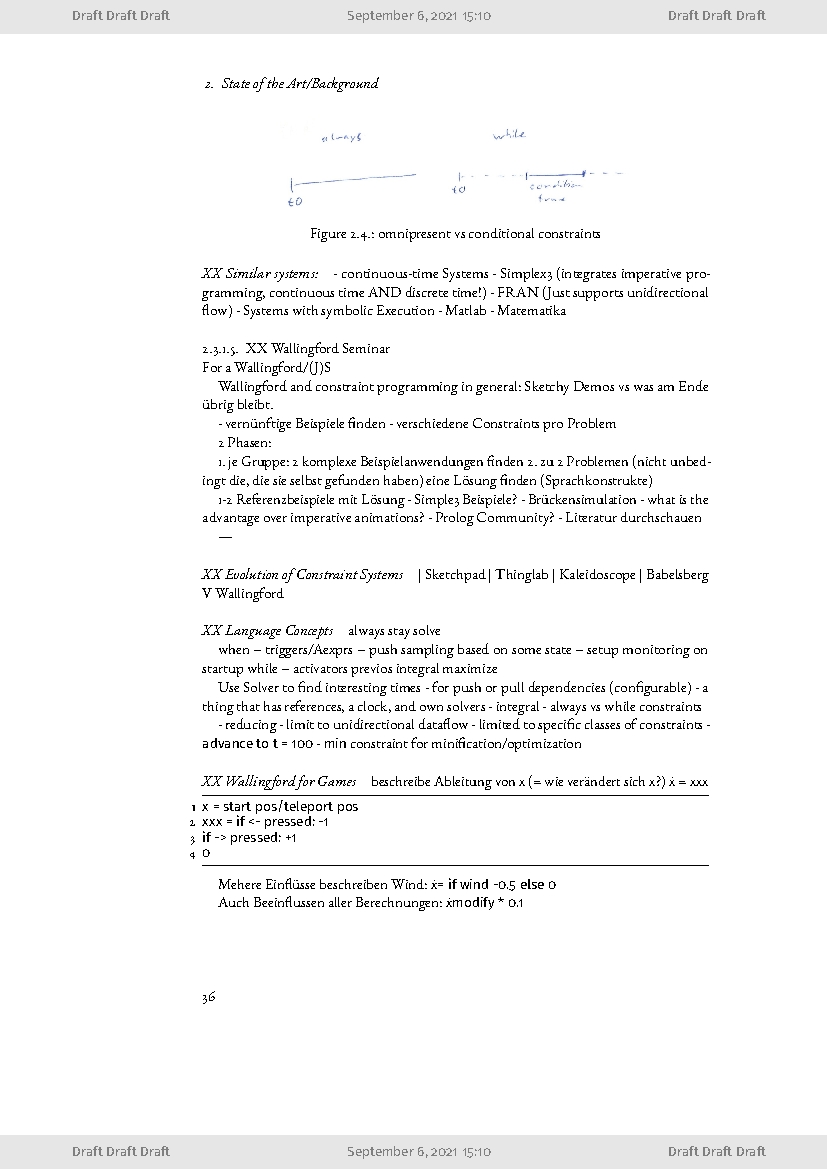 Draft Draft Draft September 6, 2021 15:10 Draft Draft Draft
2. State of the Art/Background
always while
t0 t0 condition
true
Figure 2.4.: omnipresent vs conditional constraints
XX Similar systems: - continuous-time Systems - Simplex3 (integrates imperative pro-
gramming, continuous time AND discrete time!) - FRAN (Just supports unidirectional
flow) - Systems with symbolic Execution - Matlab - Matematika
2.3.1.5. XX Wallingford Seminar
For a Wallingford/(J)S
Wallingford and constraint programming in general: Sketchy Demos vs was am Ende
übrig bleibt.
- vernünftige Beispiele finden - verschiedene Constraints pro Problem
2 Phasen:
1. je Gruppe: 2 komplexe Beispielanwendungen finden 2. zu 2 Problemen (nicht unbed-
ingt die, die sie selbst gefunden haben) eine Lösung finden (Sprachkonstrukte)
1-2 Referenzbeispiele mit Lösung - Simple3 Beispiele? - Brückensimulation - what is the
advantage over imperative animations? - Prolog Community? - Literatur durchschauen
—
XX Evolution of Constraint Systems | Sketchpad | Thinglab | Kaleidoscope | Babelsberg
V Wallingford
XX Language Concepts always stay solve
when – triggers/Aexprs – push sampling based on some state – setup monitoring on
startup while – activators previos integral maximize
Use Solver to find interesting times - for push or pull dependencies (configurable) - a
thing that has references, a clock, and own solvers - integral - always vs while constraints
- reducing - limit to unidirectional dataflow - limited to specific classes of constraints -
advance to t = 100 - min constraint for minification/optimization
XX Wallingford for Games beschreibe Ableitung von x (= wie verändert sich x?) ẋ = xxx
1 x = start pos/teleport pos
2 xxx = if <- pressed: -1
3 if -> pressed: +1
4 0
Mehere Einflüsse beschreiben Wind: ẋ= if wind -0.5 else 0
Auch Beeinflussen aller Berechnungen: ẋmodify * 0.1
36
Draft Draft Draft September 6, 2021 15:10 Draft Draft Draft